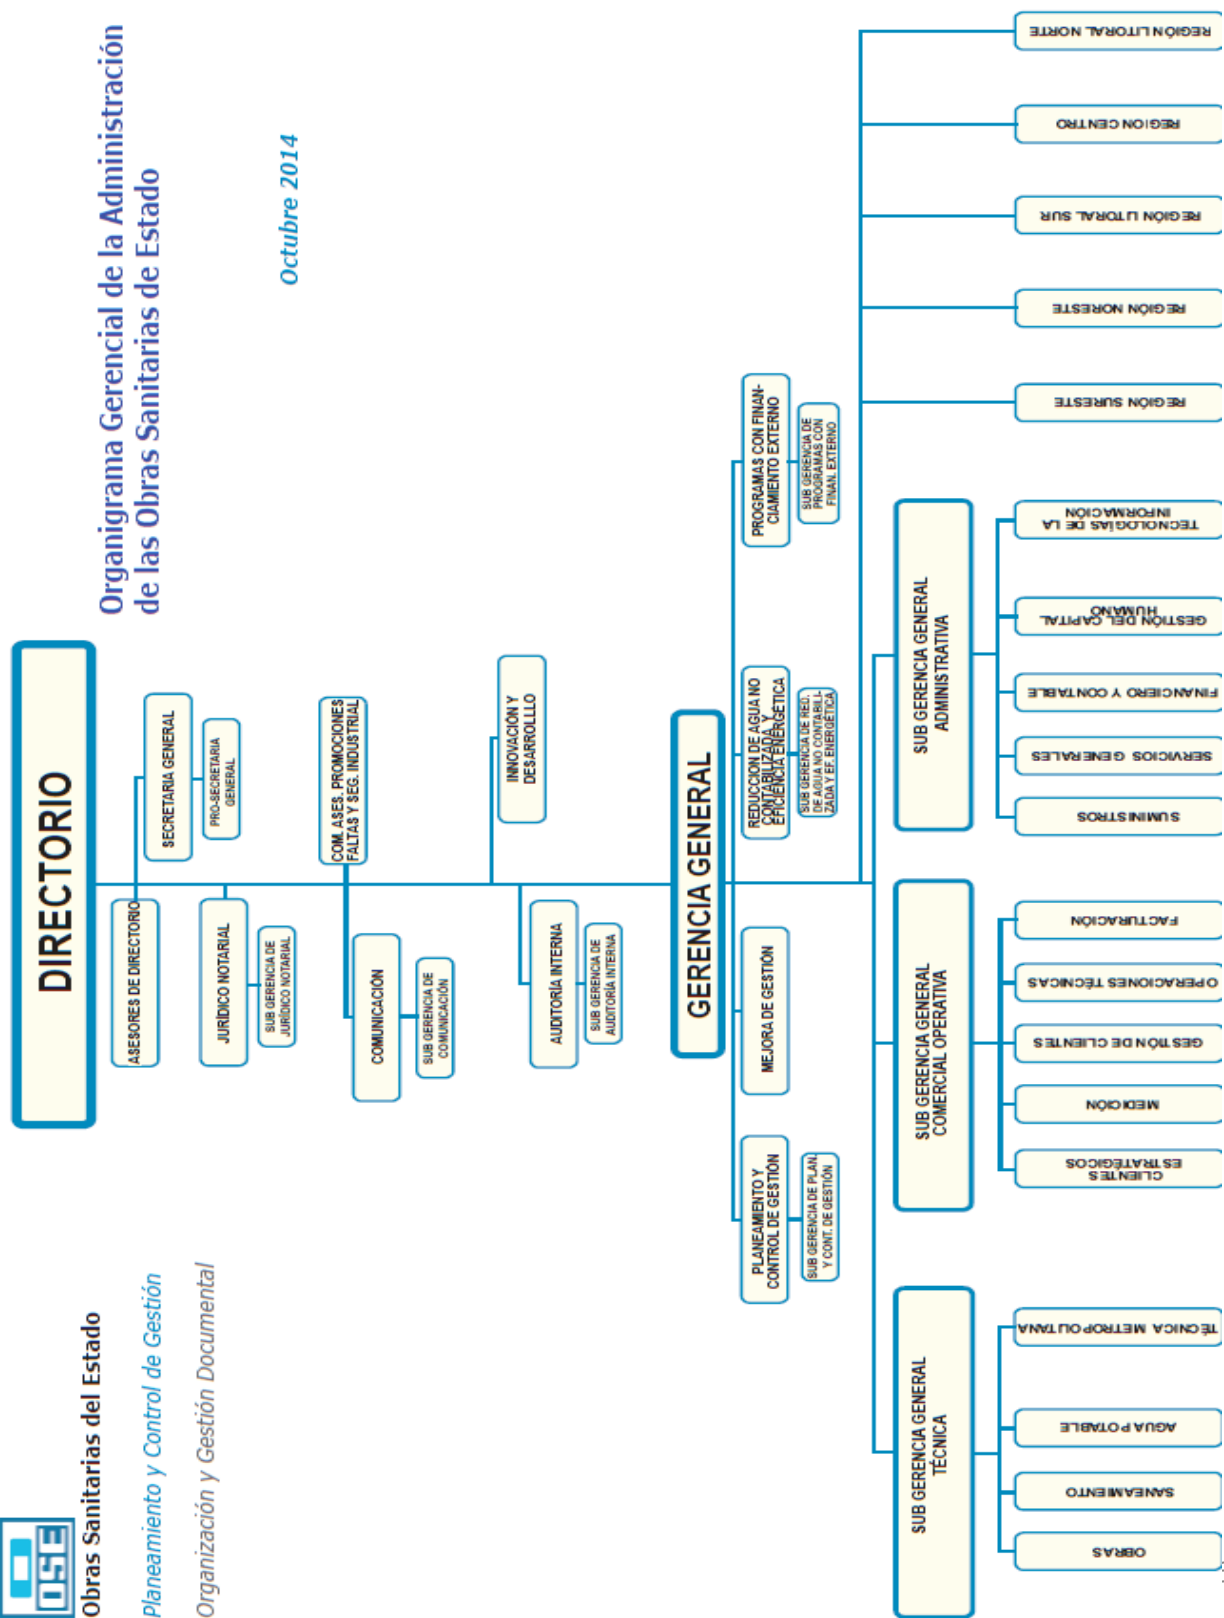 OSE
Obras Sanitarias del Estado
Planeamiento y Control de Gestión
Organización y Gestión Documental
Organigrama Gerencial de la Administración
de las Obras Sanitarias de Estado
Octubre 2014
DIRECTORIO
ASESORES DE DIRECTORIO
SECRETARIA GENERAL
PRO-SECRETARIA
GENERAL
JURÍDICO NOTARIAL
SUB GERENCIA DE
JURÍDICO NOTARIAL
COM. ASES. PROMOCIONES
FALTAS Y SEG. INDUSTRIAL
COMUNICACIÓN
SUB GERENCIA DE
COMUNICACIÓN
INNOVACIÓN Y
DESARROLLLO
AUDITORÍA INTERNA
SUB GERENCIA DE
AUDITORÍA INTERNA
GERENCIA GENERAL
PLANEAMIENTO Y
CONTROL DE GESTIÓN
SUB GERENCIA DE PLAN.
Y CONT. DE GESTIÓN
MEJORA DE GESTIÓN
REDUCCION DE AGUA NO
CONTABILIZADA Y
EFICIENCIA ENERGÉTICA
SUB GERENCIA DE RED.
DE AGUA NO CONTABILI-
ZADA Y EF. ENERGÉTICA
PROGRAMAS CON FINAN-
CIAMIENTO EXTERNO
SUB GERENCIA DE
PROGRAMAS CON
FINAN. EXTERNO
SUB GERENCIA GENERAL
TÉCNICA
OBRAS
SANEAMIENTO
AGUA POTABLE
TÉCNICA METROPOLITANA
SUB GERENCIA GENERAL
COMERCIAL OPERATIVA
CLIENTES
ESTRATÉGICOS
MEDICIÓN
GESTIÓN DE CLIENTES
OPERACIONES TÉCNICAS
FACTURACIÓN
SUB GERENCIA GENERAL
ADMINISTRATIVA
SUMINISTROS
SERVICIOS GENERALES
FINANCIERO Y CONTABLE
GESTIÓN DEL CAPITAL
HUMANO
TECNOLOGÍAS DE LA
INFORMACIÓN
REGIÓN SURESTE
REGIÓN NORESTE
REGIÓN LITORAL SUR
REGION CENTRO
REGIÓN LITORAL NORTE